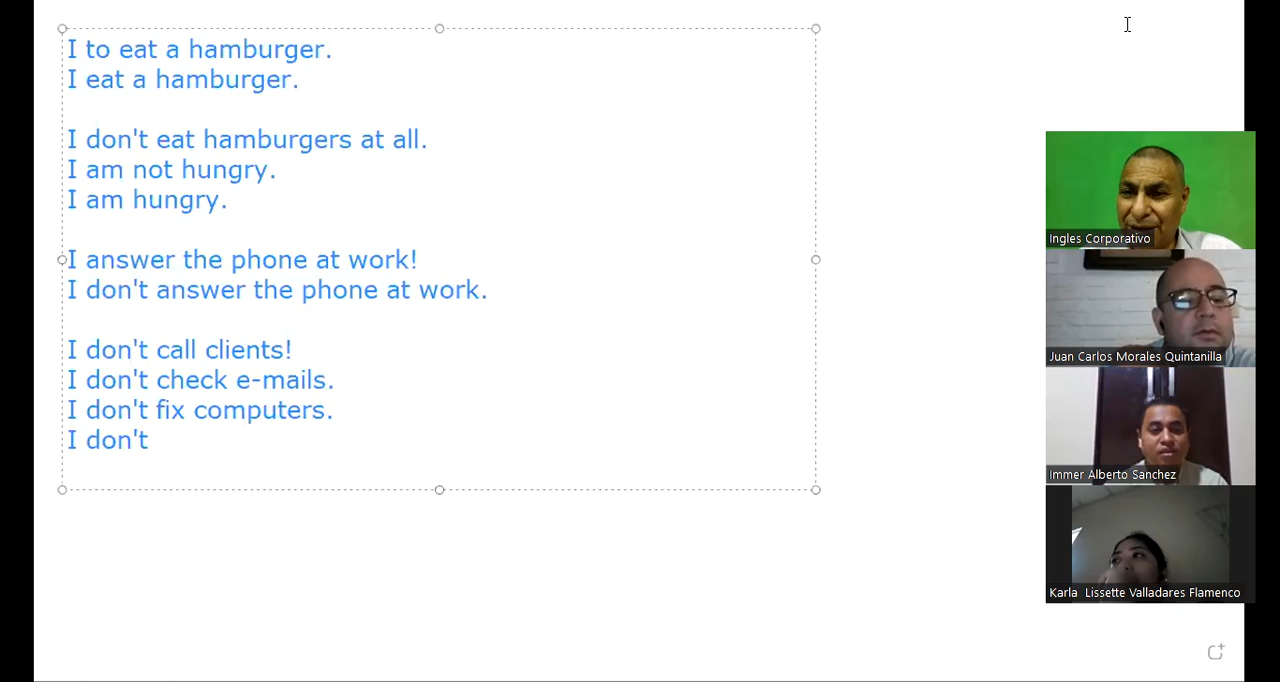 I to eat a hamburger.
I eat a hamburger.
I don't eat hamburgers at all.
I am not hungry.
I am hungry.
I answer the phone at work!
I don't answer the phone at work.
I don't call clients!
I don't check e-mails.
I don't fix computers.
I don't
Ingles Corporativo
Juan Carlos Morales Quintanilla
Immer Alberto Sanchez
Karla Lissette Valladares Flamenco